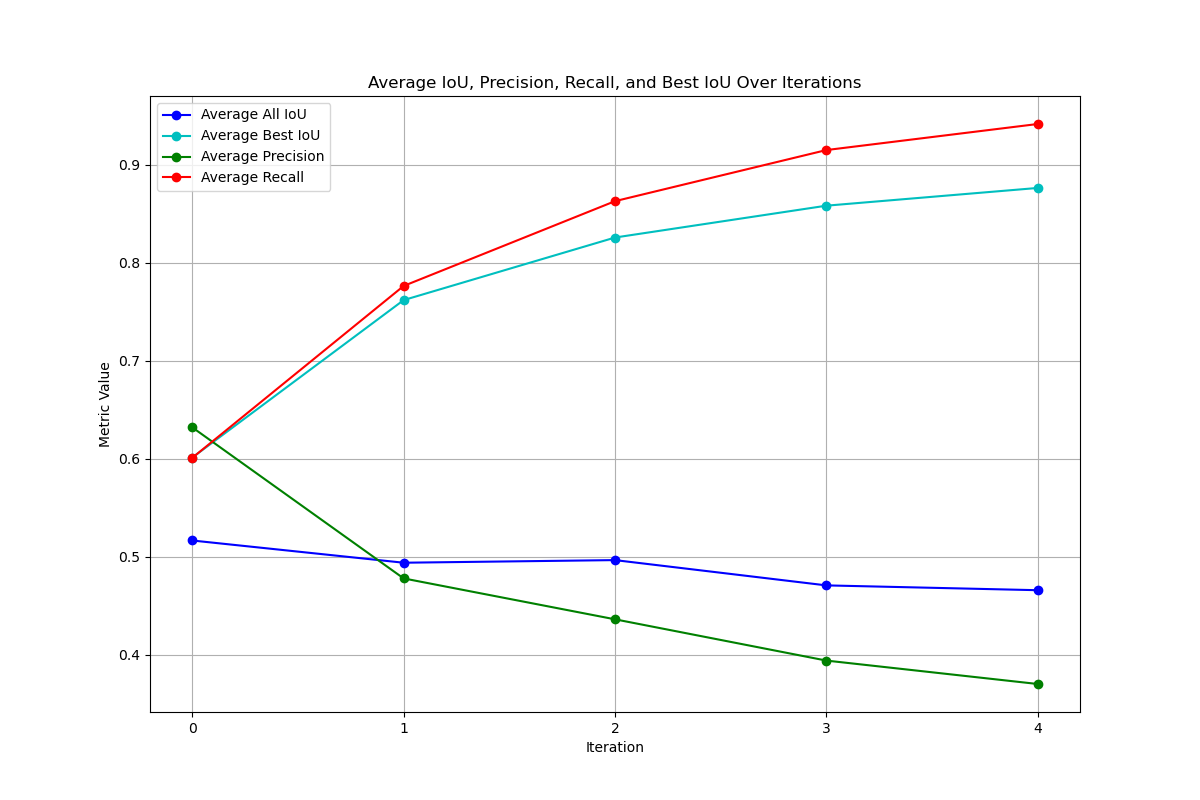 Average IoU, Precision, Recall, and Best IoU Over Iterations
Average All IoU
Average Best IoU
Average Precision
Average Recall
Metric Value
0.9
0.8
0.7
0.6
0.5
0.4
0 1 2 3 4
Iteration